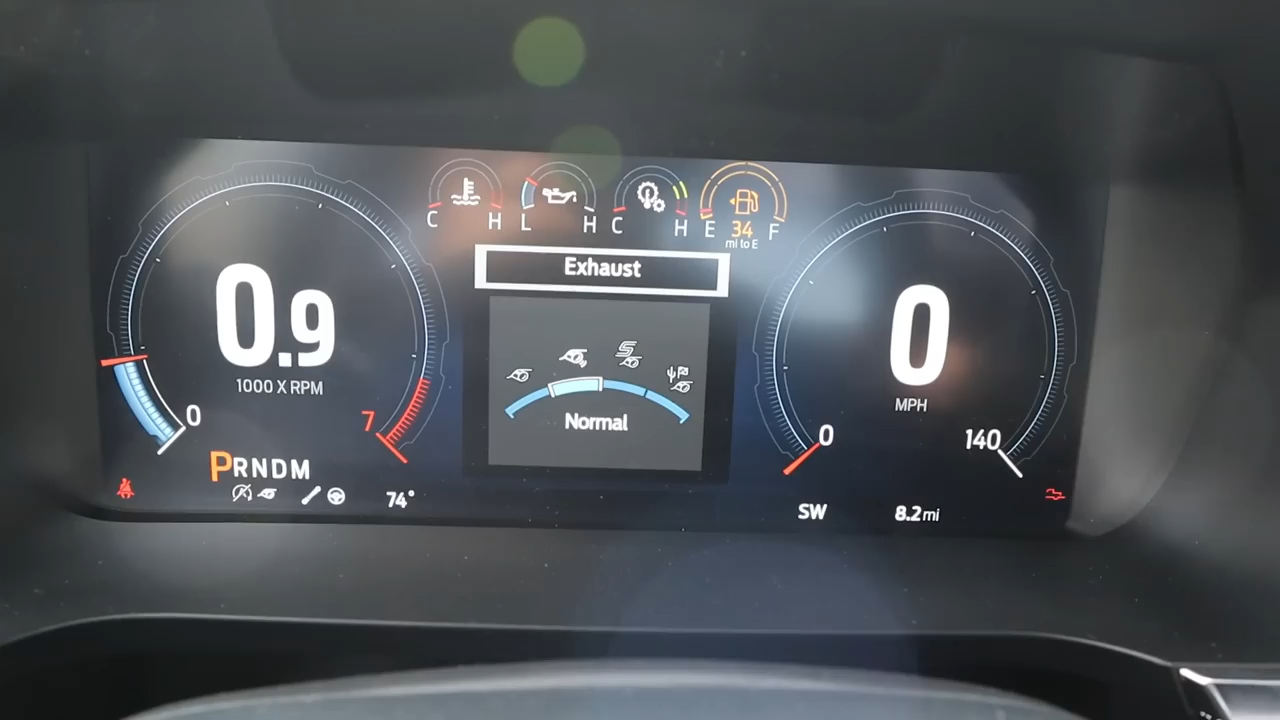 C H L H C H E 34 F
mi to E
Exhaust
0.9
1000 X RPM
0
7
S
Normal
0
MPH
0
140
PRNDM
74°
SW
8.2 mi